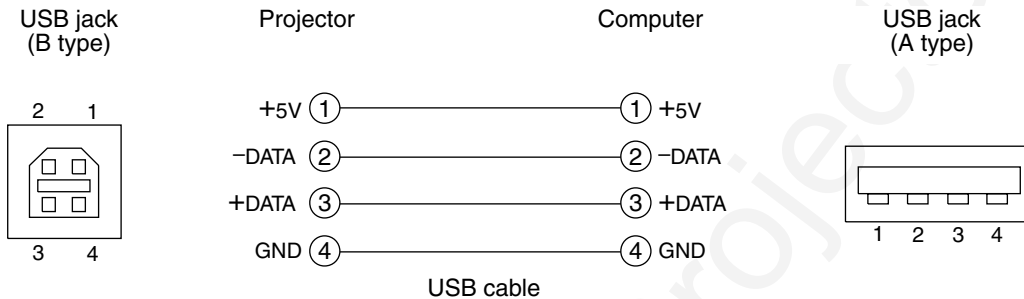 USB jack
(B type)
Projector
Computer
USB jack
(A type)
2 1
3 4
+5V 1 1 +5V
−DATA 2 2 −DATA
+DATA 3 3 +DATA
GND 4 4 GND
USB cable
1 2 3 4